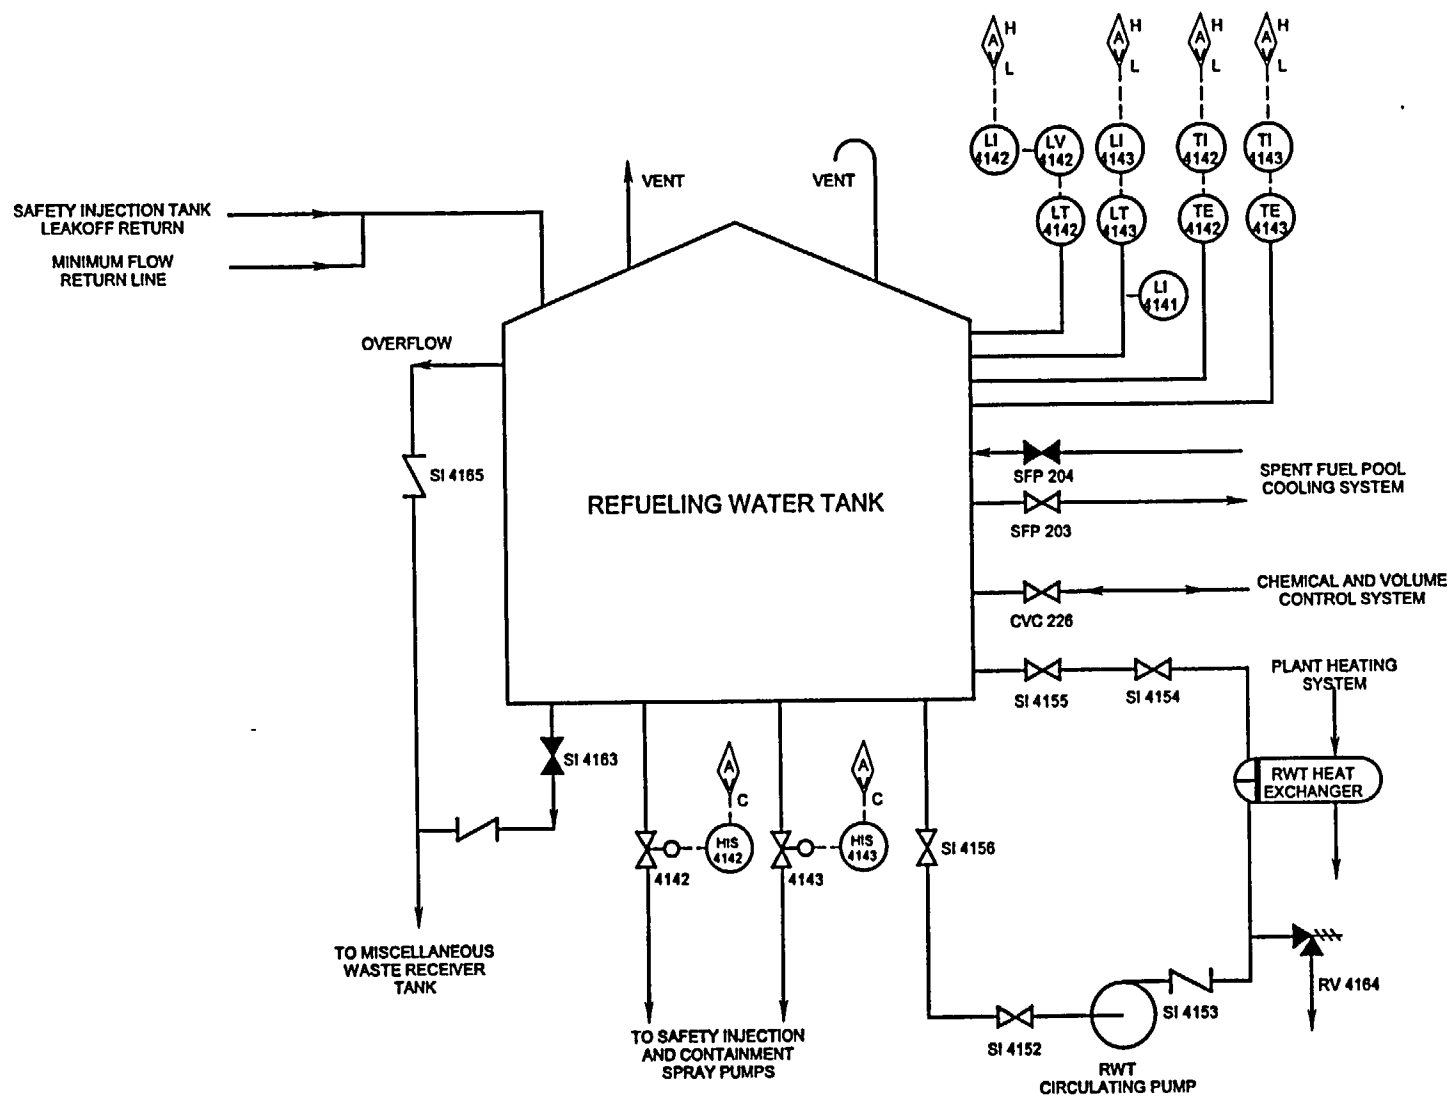 H
A
L
H
A
L
H
A
L
H
A
L
LI
4142
LV
4142
LI
4143
TI
4142
TI
4143
LT
4142
LT
4143
TE
4142
TE
4143
LI
4141
VENT
VENT
SAFETY INJECTION TANK
LEAKOFF RETURN
MINIMUM FLOW
RETURN LINE
OVERFLOW
SI 4165
REFUELING WATER TANK
SFP 204
SPENT FUEL POOL
COOLING SYSTEM
SFP 203
CHEMICAL AND VOLUME
CONTROL SYSTEM
CVC 226
PLANT HEATING
SYSTEM
SI 4155
SI 4154
SI 4163
A
C
A
C
RWT HEAT
EXCHANGER
HIS
4142
HIS
4143
SI 4156
4142
4143
TO MISCELLANEOUS
WASTE RECEIVER
TANK
RV 4164
SI 4153
TO SAFETY INJECTION
AND CONTAINMENT
SPRAY PUMPS
SI 4152
RWT
CIRCULATING PUMP